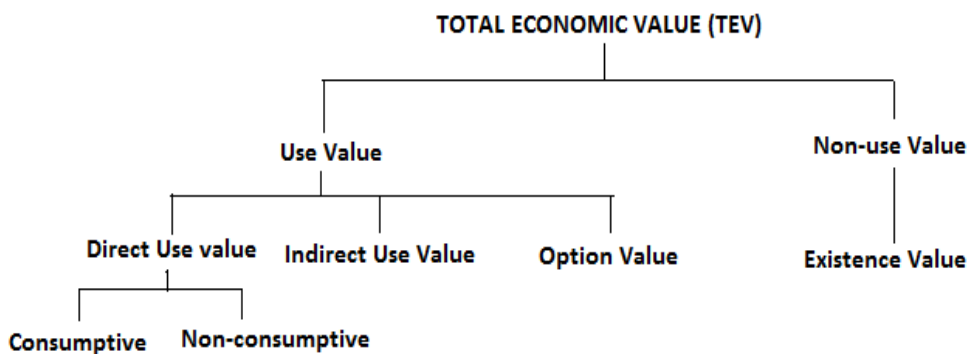 TOTAL ECONOMIC VALUE (TEV)
Use Value
Non-use Value
Direct Use value
Indirect Use Value
Option Value
Existence Value
Consumptive
Non-consumptive